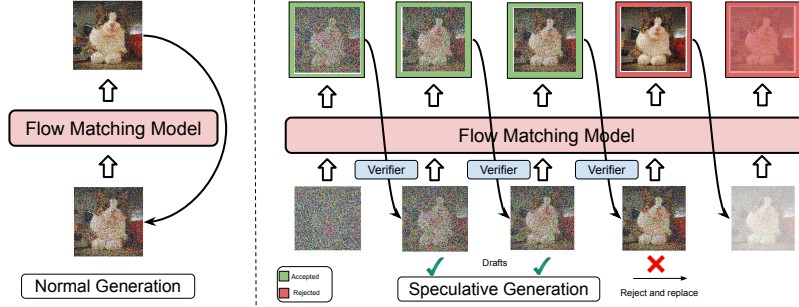 Flow Matching Model
Normal Generation
Flow Matching Model
Verifier
Verifier
Verifier
Drafts
Accepted
Rejected
Speculative Generation
Reject and replace